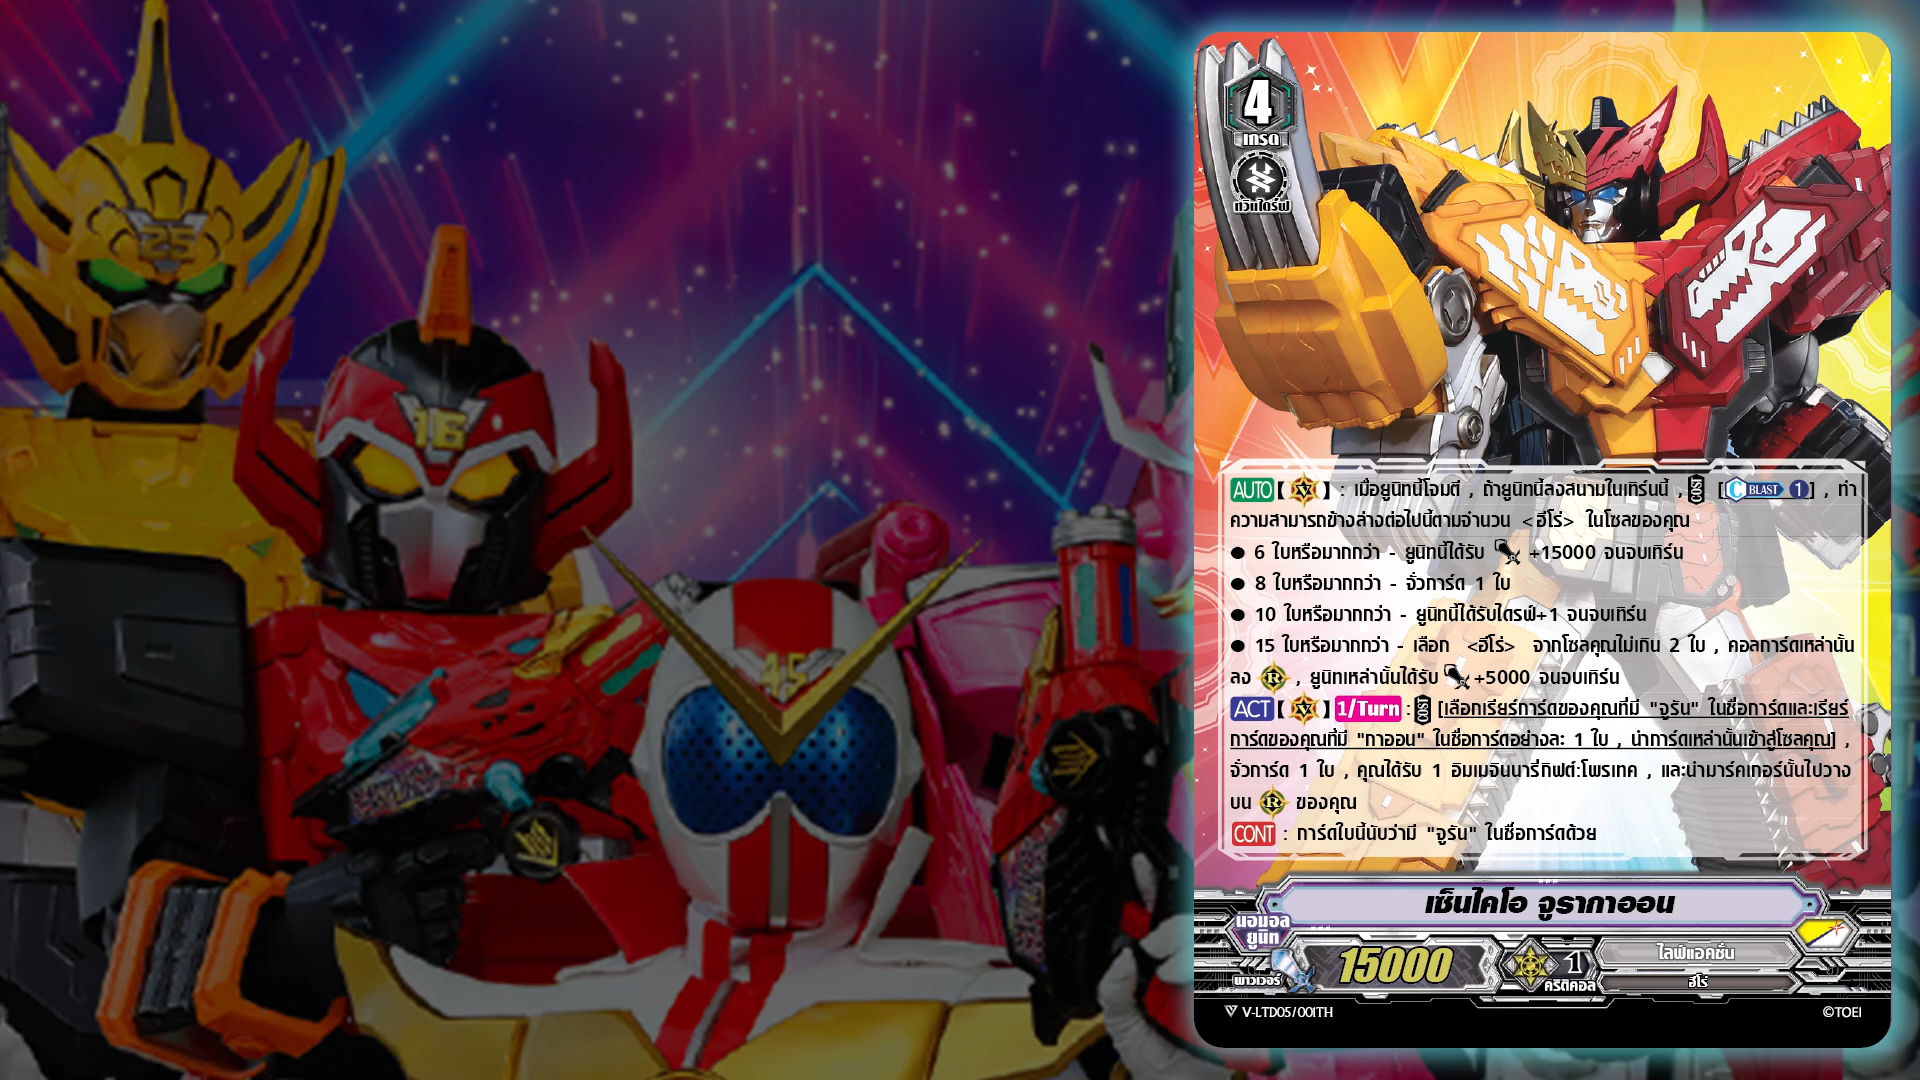 4
เกรด
ทวินไดรฟ์
AUTO【V】: เมื่อยูนิทนี้โจมตี , ถ้ายูนิทนี้ลงสนามในเทิร์นนี้ , COST [C BLAST 1] , ทำ
ความสามารถข้างล่างต่อไปนี้ตามจำนวน <ฮีโร่> ในโซลของคุณ
● 6 ใบหรือมากกว่า - ยูนิทนี้ได้รับ +15000 จนจบเทิร์น
● 8 ใบหรือมากกว่า - จั่วการ์ด 1 ใบ
● 10 ใบหรือมากกว่า - ยูนิทนี้ได้รับไดรฟ์+1 จนจบเทิร์น
● 15 ใบหรือมากกว่า - เลือก <ฮีโร่> จากโซลคุณไม่เกิน 2 ใบ , คอลการ์ดเหล่านั้น
ลง R , ยูนิทเหล่านั้นได้รับ +5000 จนจบเทิร์น
ACT【V】1/Turn : COST [เลือกเรียร์การ์ดของคุณที่มี "จูรัน" ในชื่อการ์ดและเรียร์
การ์ดของคุณที่มี "กาออน" ในชื่อการ์ดอย่างละ 1 ใบ , นำการ์ดเหล่านั้นเข้าสู่โซลคุณ] ,
จั่วการ์ด 1 ใบ , คุณได้รับ 1 อิมเมจินนารี่กิฟต์:โพรเทค , และนำมาร์คเกอร์นั้นไปวาง
บน R ของคุณ
CONT : การ์ดใบนี้นับว่ามี "จูรัน" ในชื่อการ์ดด้วย
เซ็นไคโอ จูรากาออน
นอมอล
ยูนิท
พาวเวอร์
15000
1
คริติคอล
ไลฟ์แอคชั่น
ฮีโร่
V-LTD05/001TH
©TOEI
25
16
45